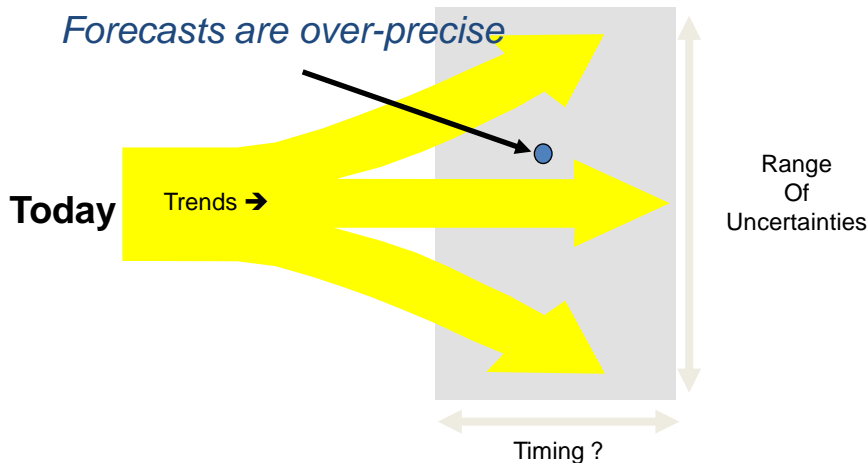 Forecasts are over-precise
Today
Trends ➔
Range
Of
Uncertainties
Timing ?